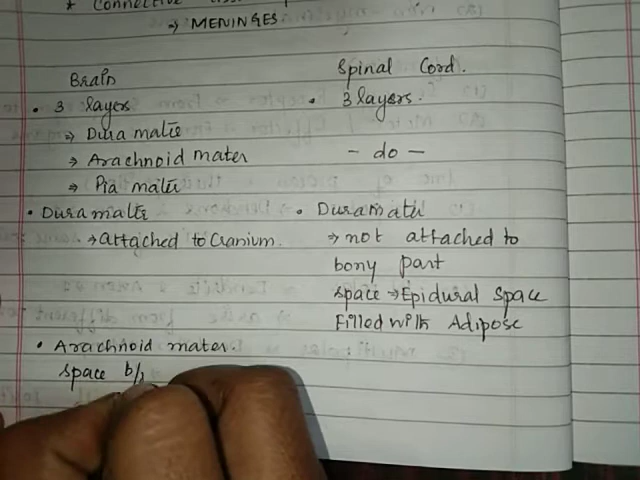 * Connective
→ MENINGES
Brain
• 3 layers
→ Dura mater
→ Arachnoid mater
→ Pia mater
• Dura mater
→ attached to Cranium.
• Arachnoid mater.
space b/
Spinal Cord.
• 3 layers.
- do -
• Dura mater
→ not attached to
bony part
space → Epidural space
Filled with Adipose